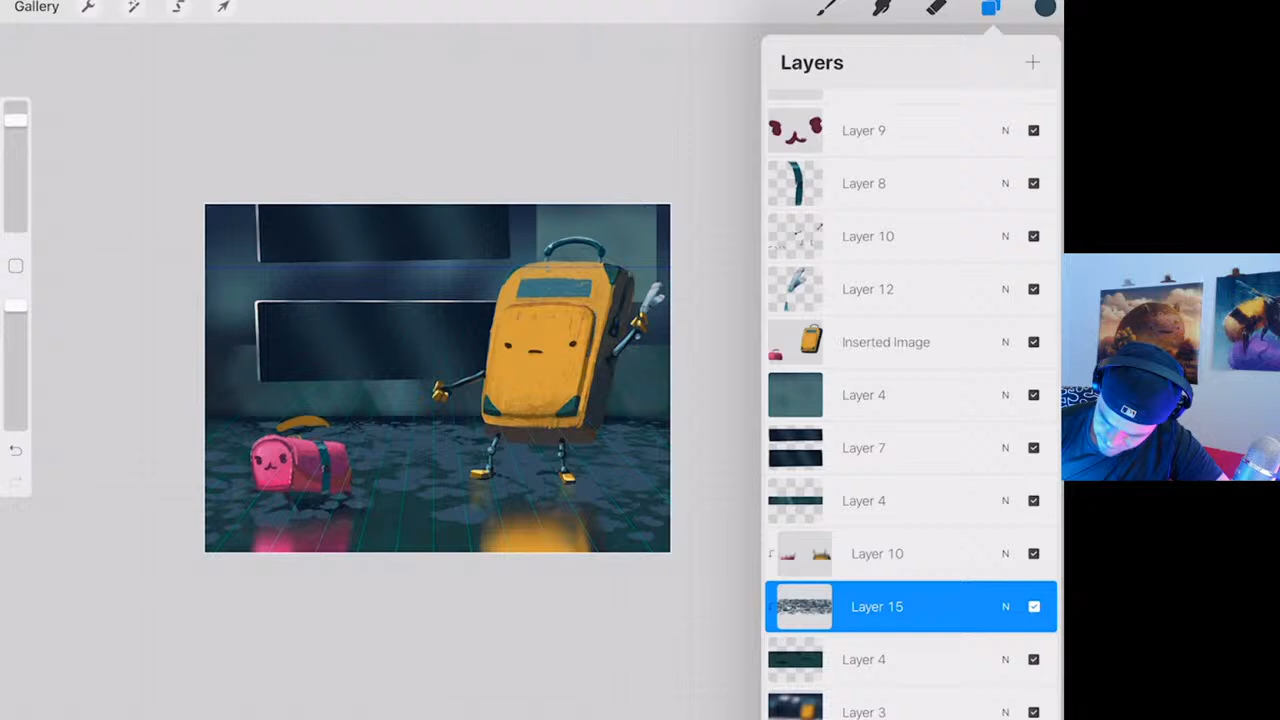 Gallery
Layers
Layer 9 N
Layer 8 N
Layer 10 N
Layer 12 N
Inserted Image N
Layer 4 N
Layer 7 N
Layer 4 N
Layer 10 N
Layer 15 N
Layer 4 N
Layer 3 N